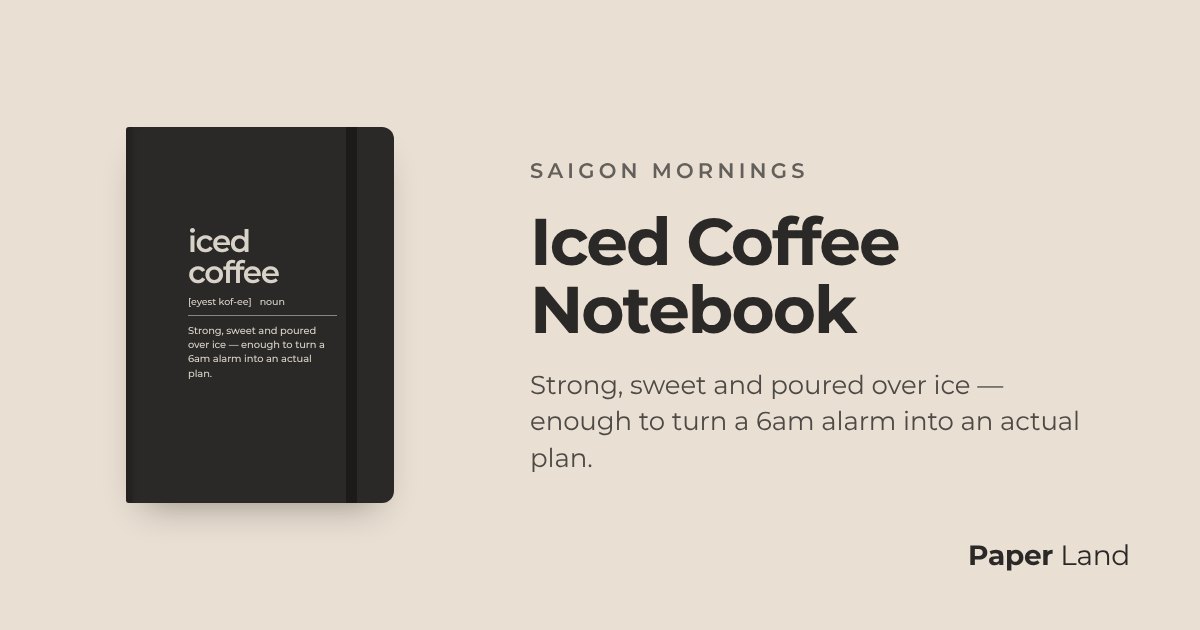 iced
coffee
[eyest kof-ee] noun
Strong, sweet and poured
over ice — enough to turn a
6am alarm into an actual
plan.
SAIGON MORNINGS
Iced Coffee
Notebook
Strong, sweet and poured over ice —
enough to turn a 6am alarm into an actual
plan.
Paper Land